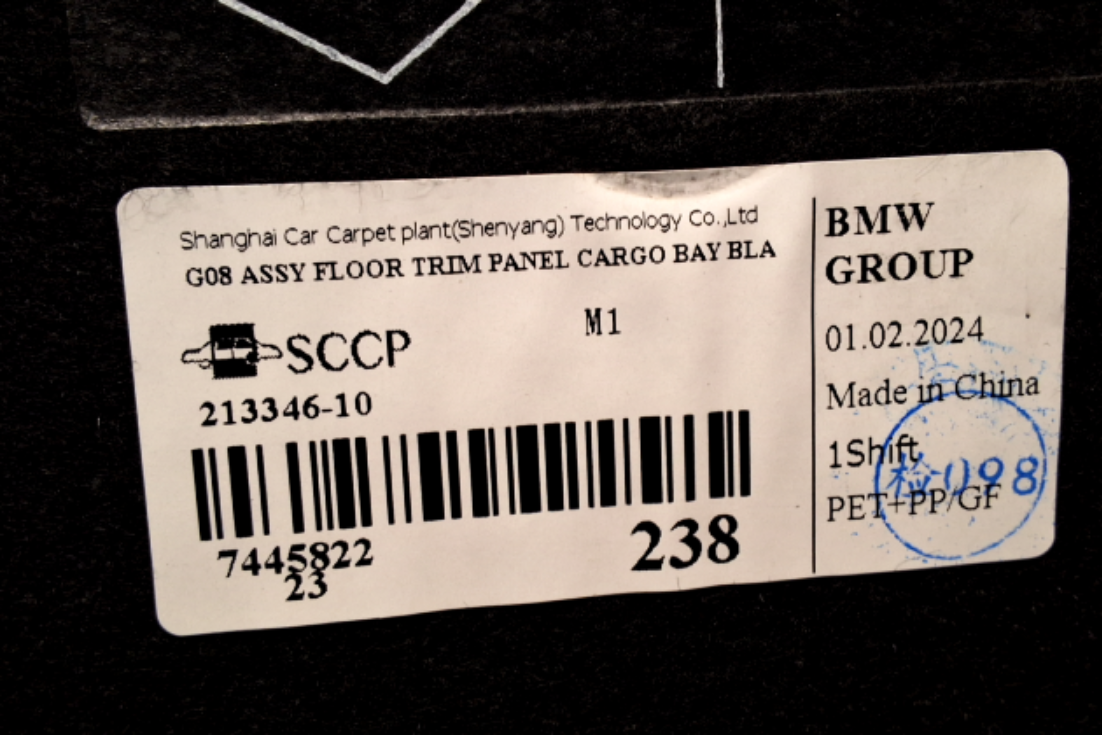 Shanghai Car Carpet plant(Shenyang) Technology Co.,Ltd
G08 ASSY FLOOR TRIM PANEL CARGO BAY BLA
M1
SCCP
213346-10
7445822
23
238
BMW
GROUP
01.02.2024
Made in China
1Shift
PET+PP/GF
检098